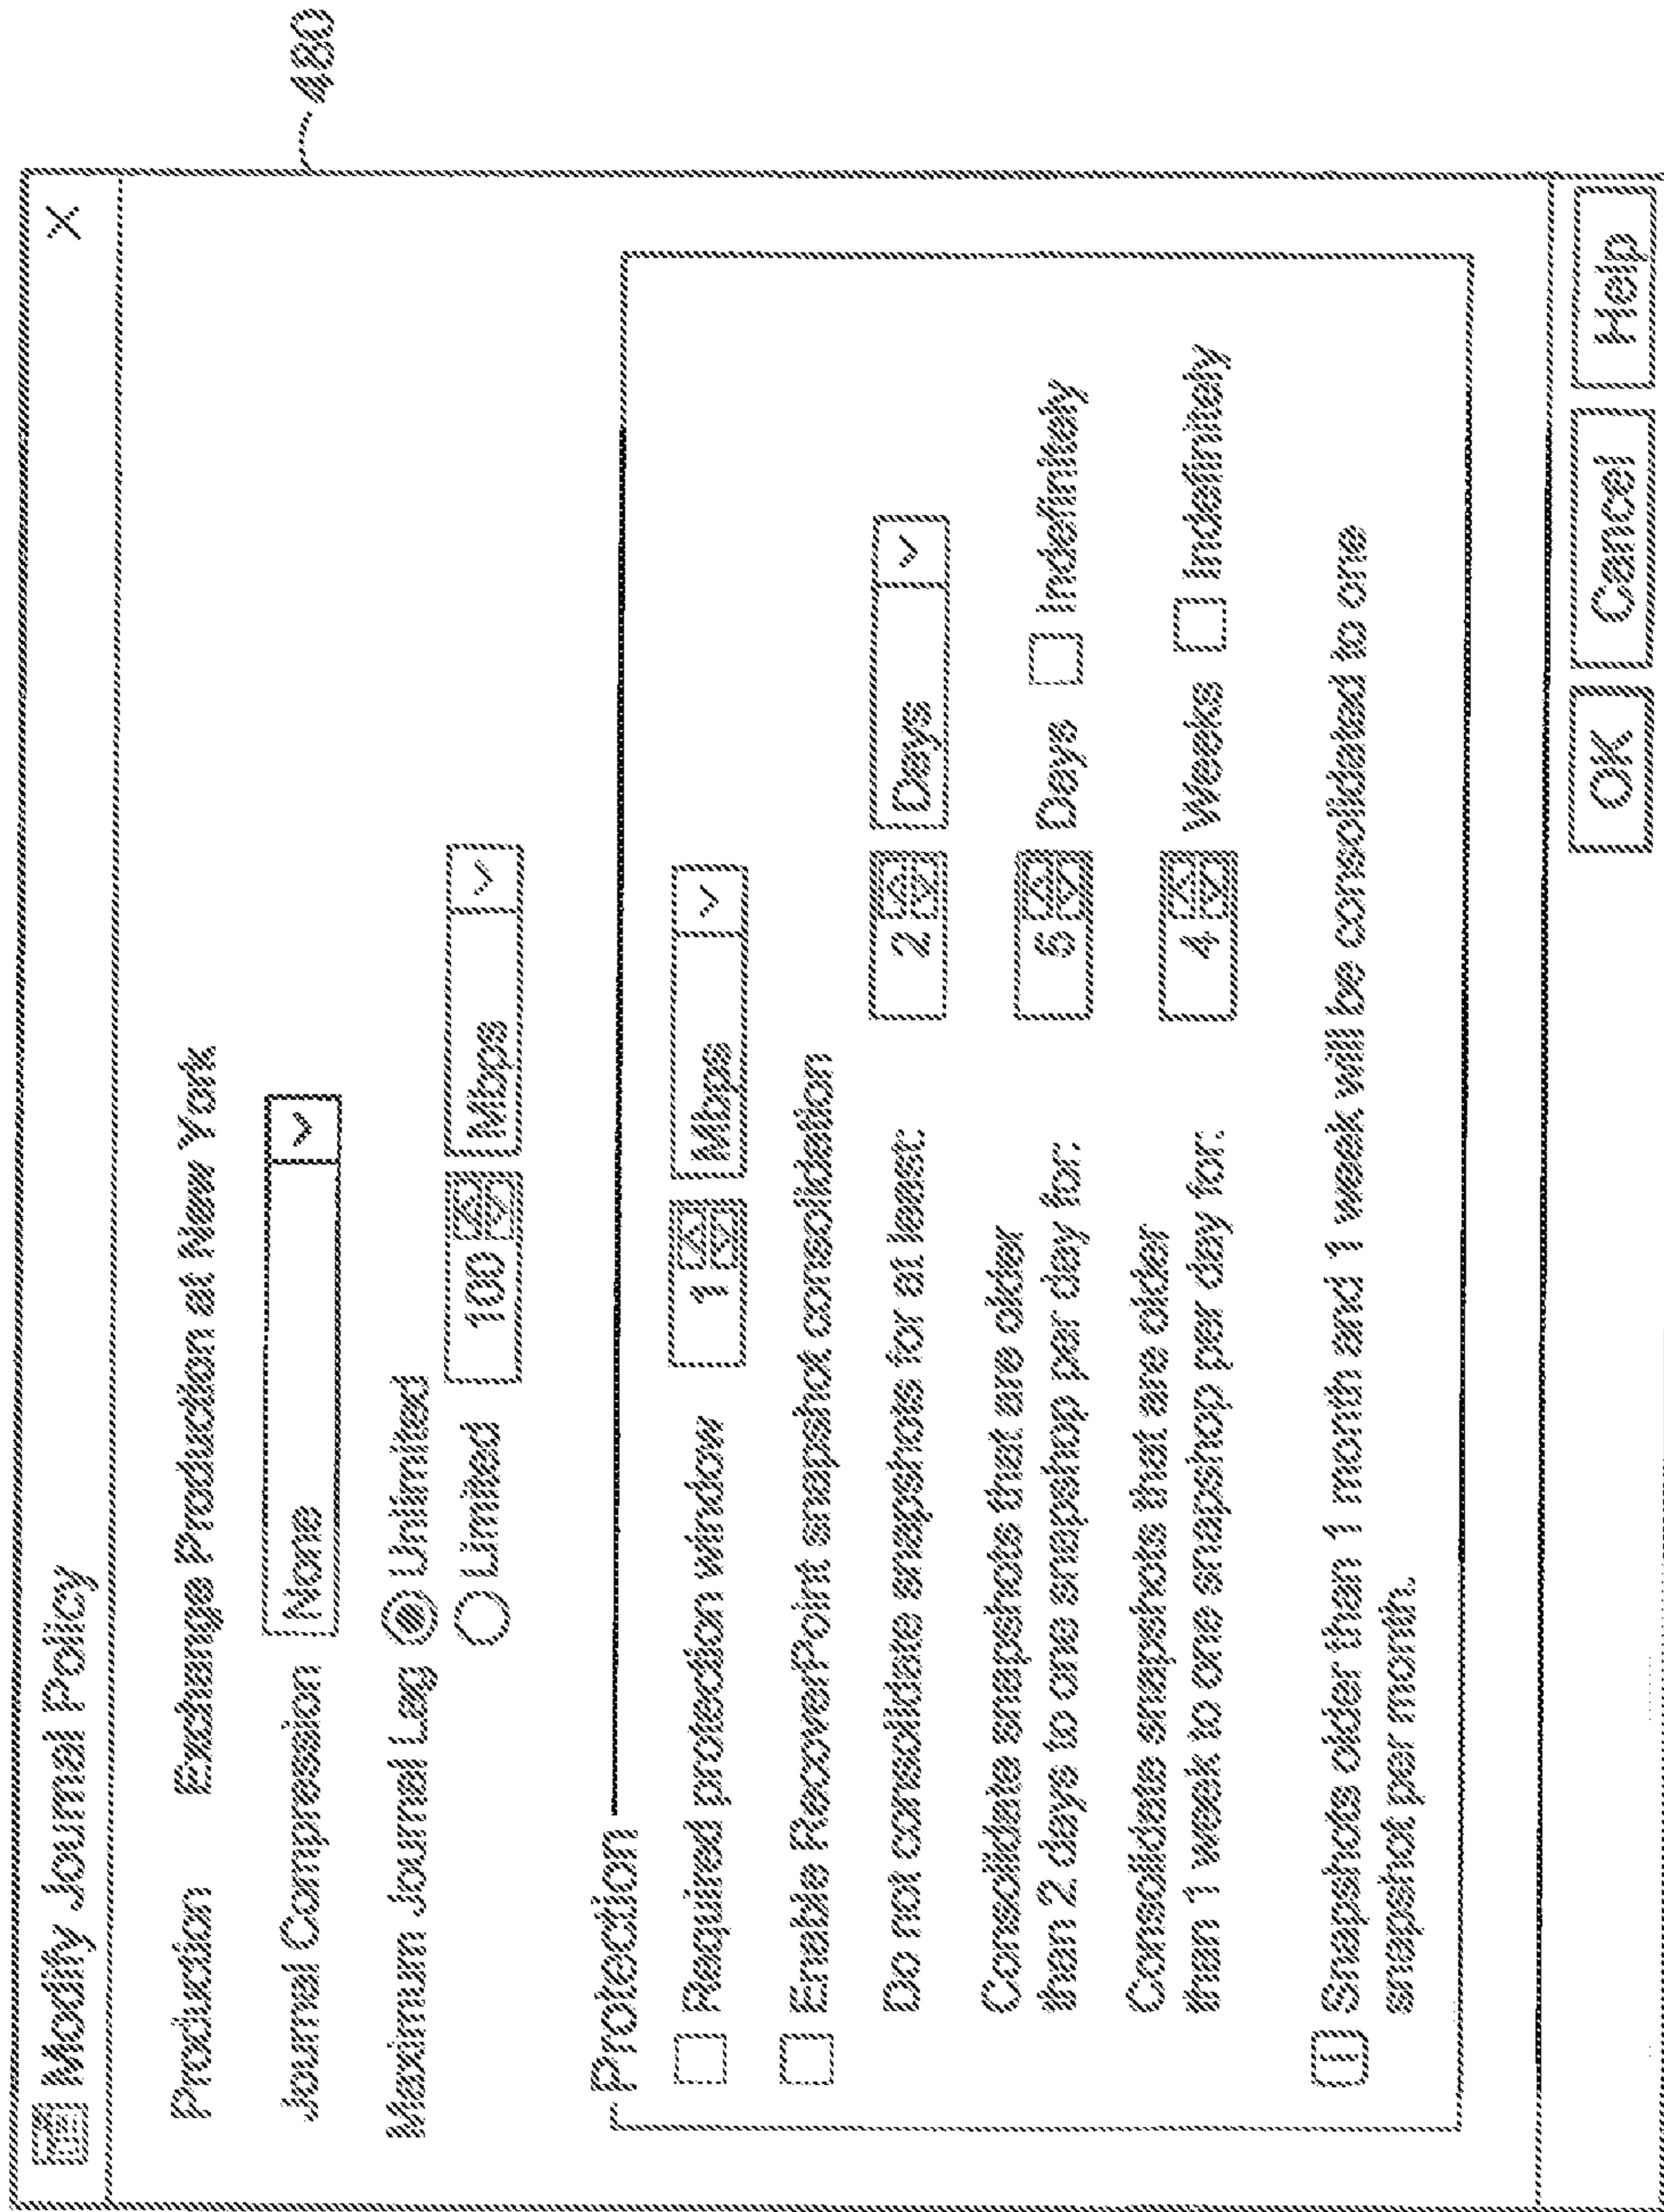 480
Modify Journal Policy
Production Exchange Production at New York
Journal Compression None
Maximum Journal Lag Unlimited
Limited 100 Mbps
Protection
Required protection window 1 Mbps
Enable RecoverPoint snapshot consolidation
Do not consolidate snapshots for at least: 2 Days
Consolidate snapshots that are older
than 2 days to one snapshop per day for: 5 Days Indefinitely
Consolidate snapshots that are older
than 1 week to one snapshop per day for: 4 Weeks Indefinitely
Snapshots older than 1 month and 1 week will be consolidated to one
snapshot per month.
OK Cancel Help